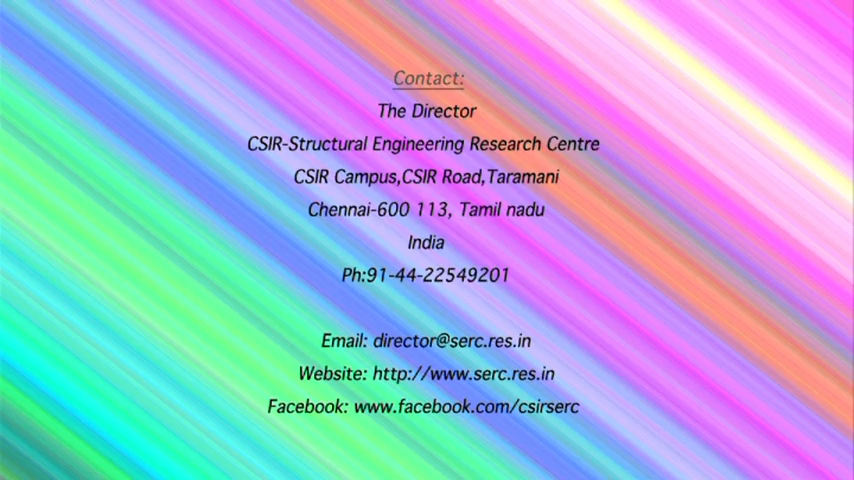 Contact:
The Director
CSIR-Structural Engineering Research Centre
CSIR Campus,CSIR Road,Taramani
Chennai-600 113, Tamil nadu
India
Ph:91-44-22549201
Email: director@serc.res.in
Website: http://www.serc.res.in
Facebook: www.facebook.com/csirserc